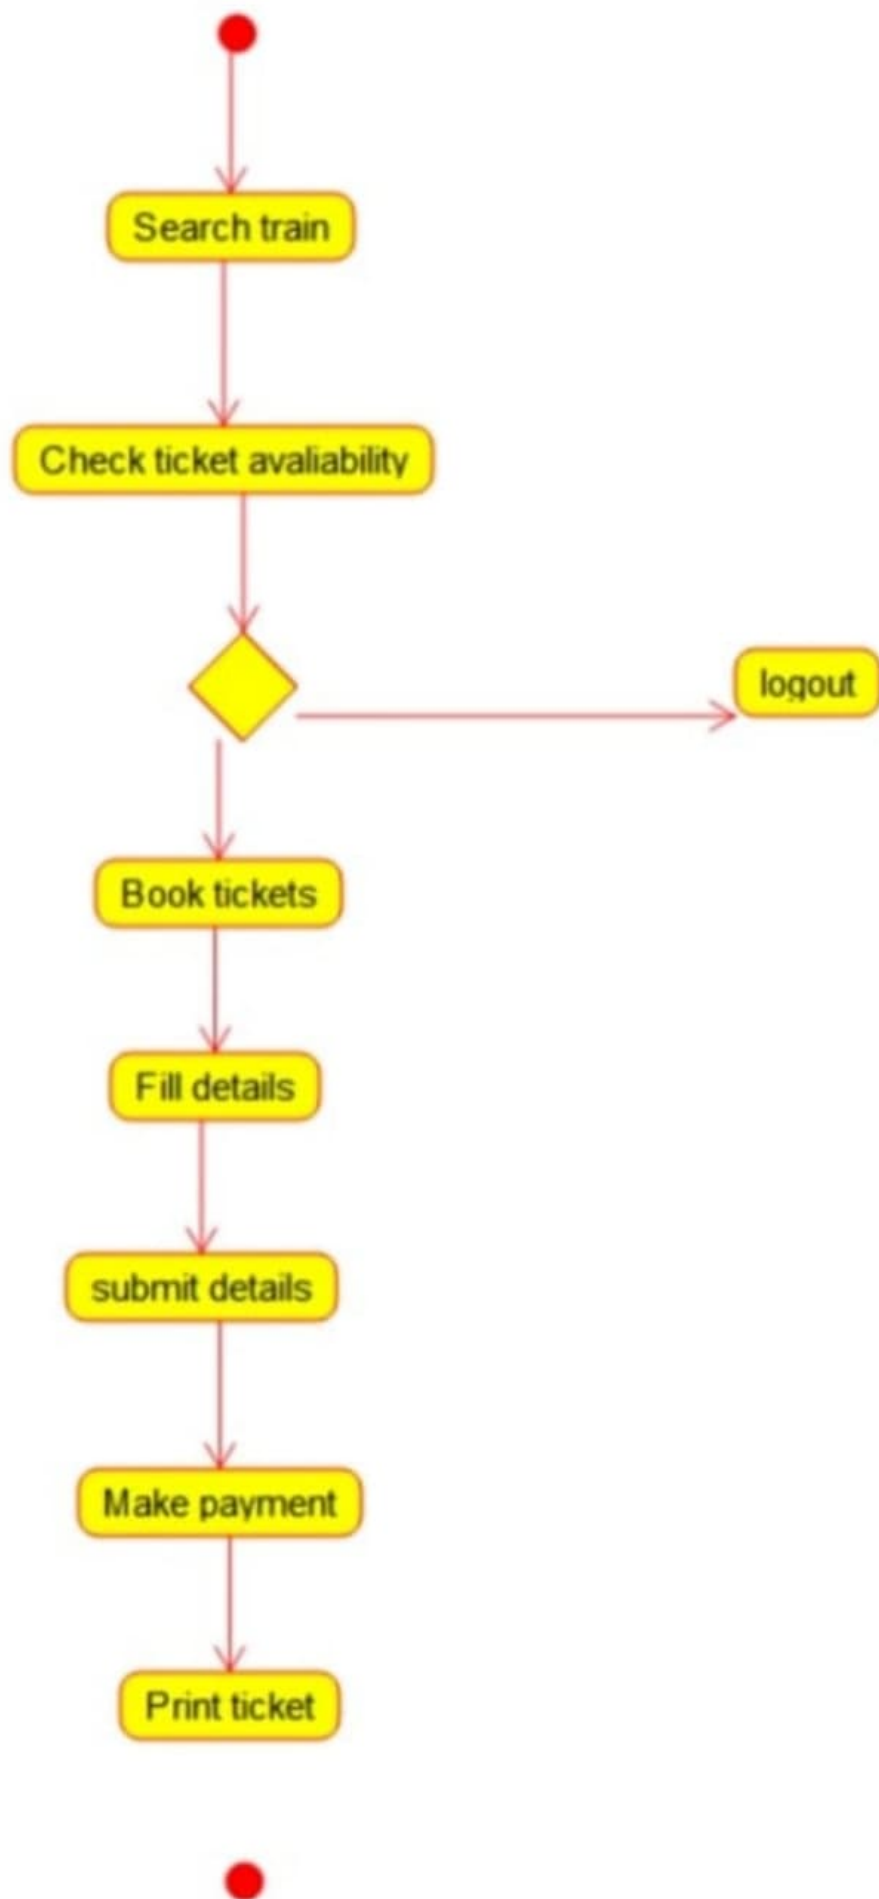 Search train
Check ticket avaliability
logout
Book tickets
Fill details
submit details
Make payment
Print ticket